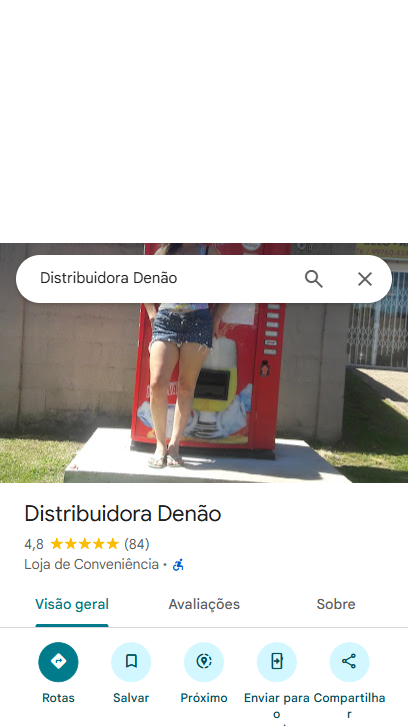 Distribuidora Denão
Distribuidora Denão
4,8 (84)
Loja de Conveniência ·
Visão geral
Avaliações
Sobre
Rotas
Salvar
Próximo
Enviar para
o
Compartilha
r